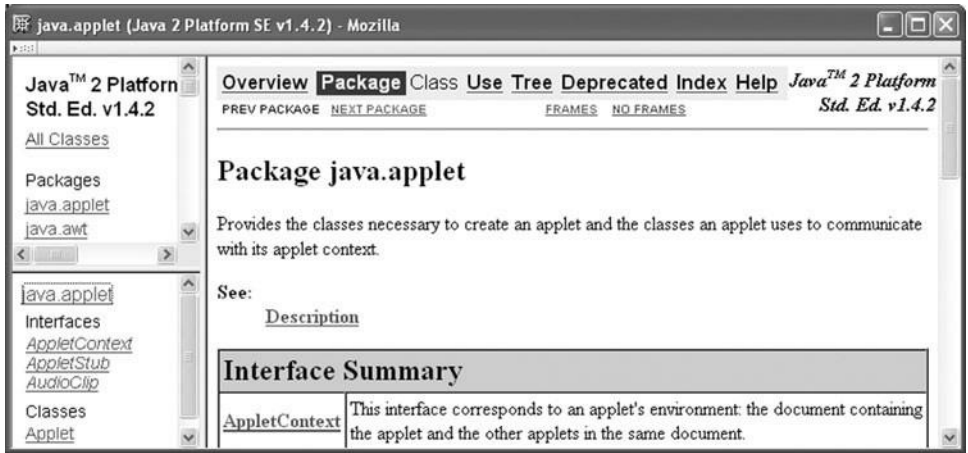 java.applet (Java 2 Platform SE v1.4.2) - Mozilla
Java™ 2 Platform
Std. Ed. v1.4.2
All Classes
Packages
java.applet
java.awt
java.applet
Interfaces
AppletContext
AppletStub
AudioClip
Classes
Applet
Overview Package Class Use Tree Deprecated Index Help
Java™ 2 Platform
Std. Ed. v1.4.2
PREV PACKAGE NEXT PACKAGE
FRAMES NO FRAMES
Package java.applet
Provides the classes necessary to create an applet and the classes an applet uses to communicate
with its applet context.
See:
Description
Interface Summary
AppletContext
This interface corresponds to an applet's environment: the document containing
the applet and the other applets in the same document.